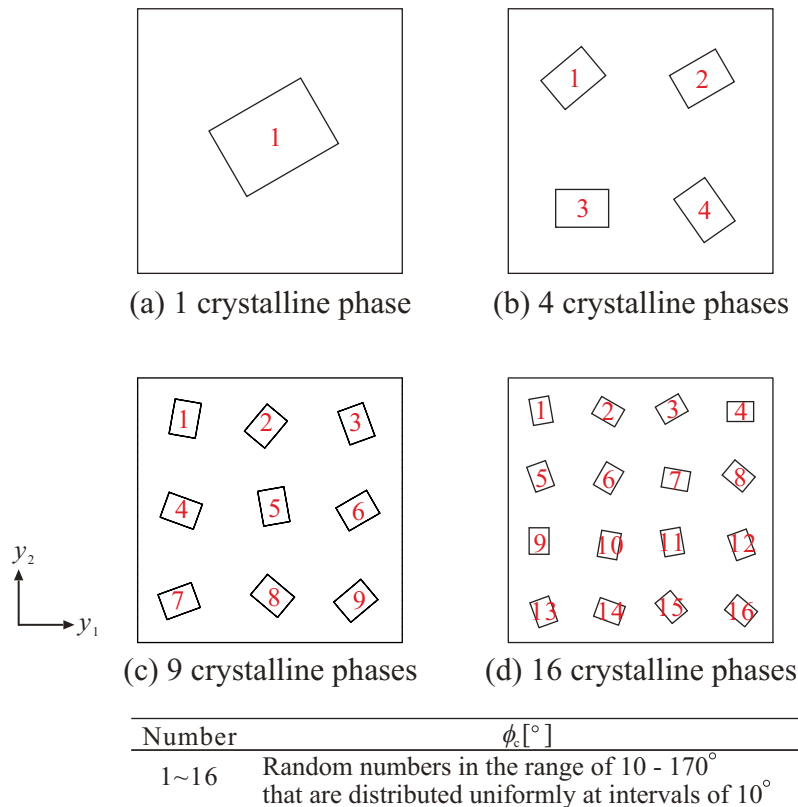 1
2
1
3
4
(a) 1 crystalline phase
(b) 4 crystalline phases
1 2 3
4 5 6
7 8 9
1 2 3 4
5 6 7 8
9 10 11 12
13 14 15 16
y2
y1
(c) 9 crystalline phases
(d) 16 crystalline phases
Number ϕc[°]
1~16 Random numbers in the range of 10 - 170°
that are distributed uniformly at intervals of 10°